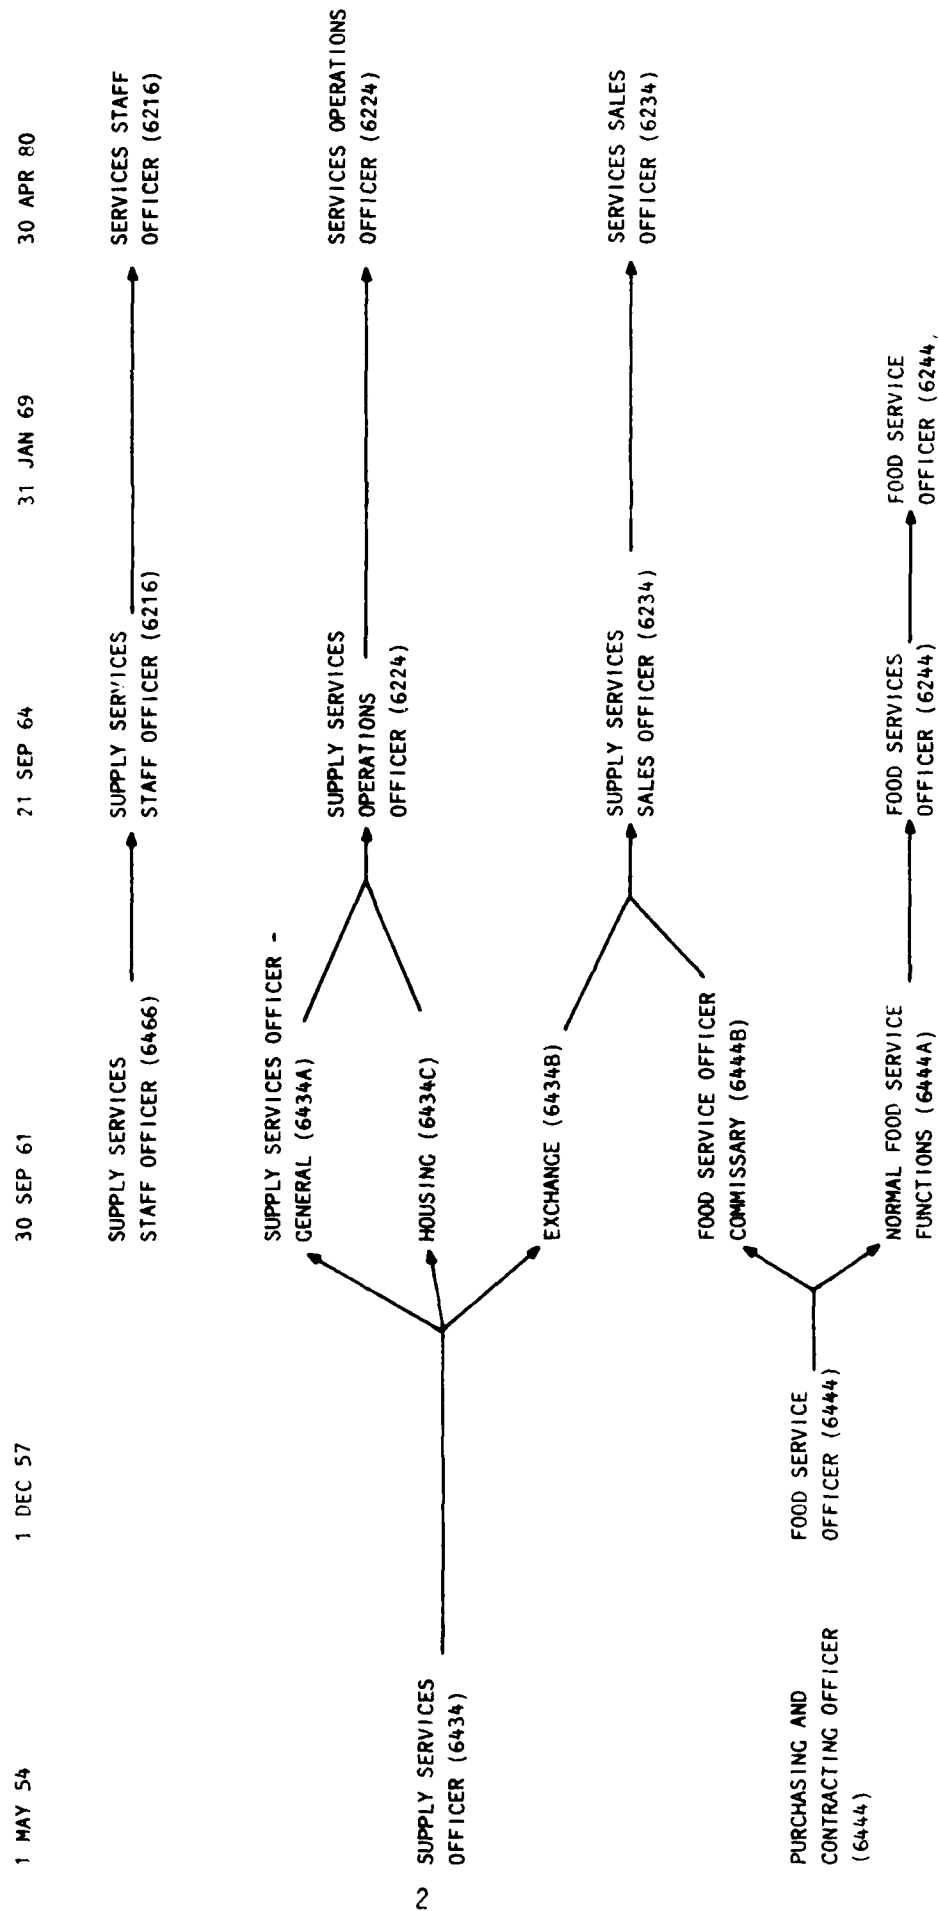 1 MAY 54
1 DEC 57
30 SEP 61
21 SEP 64
31 JAN 69
30 APR 80
SUPPLY SERVICES
STAFF OFFICER (6466)
SUPPLY SERVICES
STAFF OFFICER (6216)
SERVICES STAFF
OFFICER (6216)
SUPPLY SERVICES OFFICER -
GENERAL (6434A)
SUPPLY SERVICES
OPERATIONS
OFFICER (6224)
SERVICES OPERATIONS
OFFICER (6224)
SUPPLY SERVICES
OFFICER (6434)
HOUSING (6434C)
EXCHANGE (6434B)
SUPPLY SERVICES
SALES OFFICER (6234)
SERVICES SALES
OFFICER (6234)
FOOD SERVICE OFFICER
COMMISSARY (6444B)
PURCHASING AND
CONTRACTING OFFICER
(6444)
FOOD SERVICE
OFFICER (6444)
NORMAL FOOD SERVICE
FUNCTIONS (6444A)
FOOD SERVICES
OFFICER (6244)
FOOD SERVICE
OFFICER (6244,
2